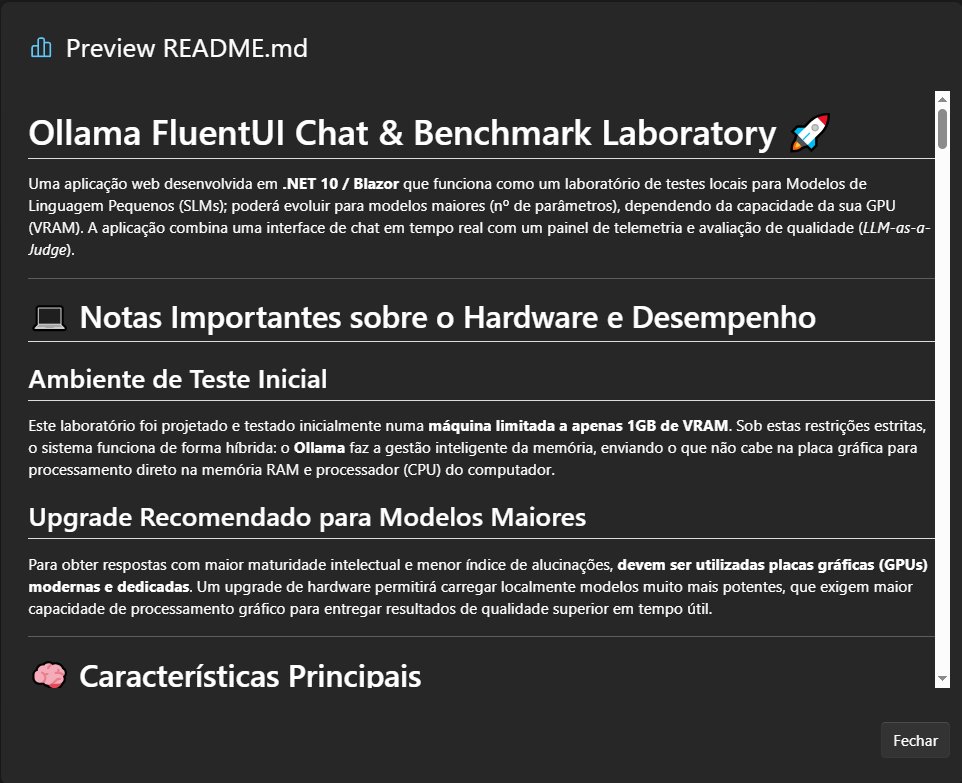 Preview README.md
Ollama FluentUI Chat & Benchmark Laboratory 🚀
Uma aplicação web desenvolvida em .NET 10 / Blazor que funciona como um laboratório de testes locais para Modelos de
Linguagem Pequenos (SLMs); poderá evoluir para modelos maiores (nº de parâmetros), dependendo da capacidade da sua GPU
(VRAM). A aplicação combina uma interface de chat em tempo real com um painel de telemetria e avaliação de qualidade (LLM-as-a-
Judge).
💻 Notas Importantes sobre o Hardware e Desempenho
Ambiente de Teste Inicial
Este laboratório foi projetado e testado inicialmente numa máquina limitada a apenas 1GB de VRAM. Sob estas restrições estritas,
o sistema funciona de forma híbrida: o Ollama faz a gestão inteligente da memória, enviando o que não cabe na placa gráfica para
processamento direto na memória RAM e processador (CPU) do computador.
Upgrade Recomendado para Modelos Maiores
Para obter respostas com maior maturidade intelectual e menor índice de alucinações, devem ser utilizadas placas gráficas (GPUs)
modernas e dedicadas. Um upgrade de hardware permitirá carregar localmente modelos muito mais potentes, que exigem maior
capacidade de processamento gráfico para entregar resultados de qualidade superior em tempo útil.
🧠 Características Principais
Fechar